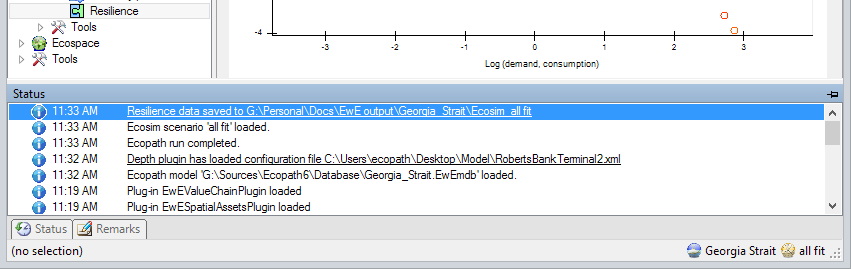 Resilience
Tools
Ecospace
Tools
-4
-3 -2 -1 0 1 2 3
Log (demand, consumption)
Status
11:33 AM Resilience data saved to G:\Personal\Docs\EwE output\Georgia_Strait\Ecosim_all fit
11:33 AM Ecosim scenario 'all fit' loaded.
11:33 AM Ecopath run completed.
11:32 AM Depth plugin has loaded configuration file C:\Users\ecopath\Desktop\Model\RobertsBankTerminal2.xml
11:32 AM Ecopath model 'G:\Sources\Ecopath6\Database\Georgia_Strait.EwEmdb' loaded.
11:19 AM Plug-in EwEValueChainPlugin loaded
11:19 AM Plug-in EwESpatialAssetsPlugin loaded
Status Remarks
(no selection) Georgia Strait all fit